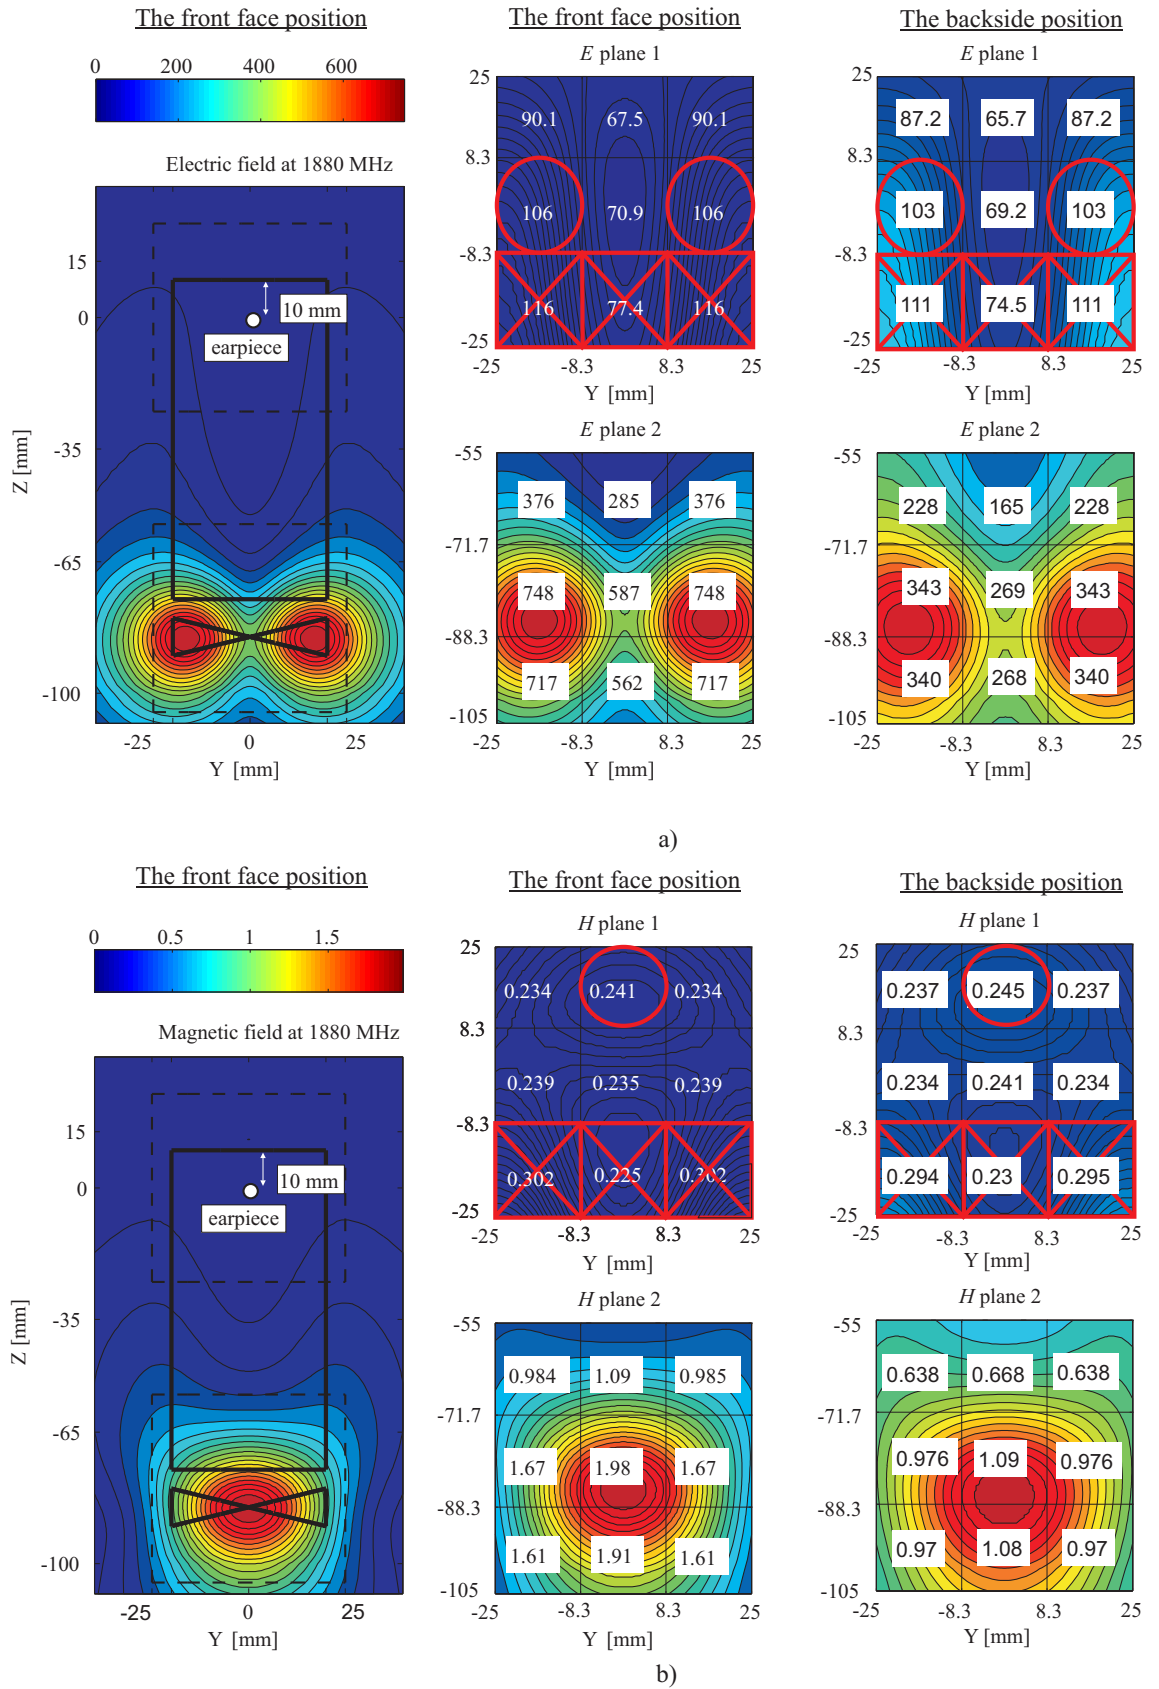 The front face position
The front face position
The backside position
E plane 1
E plane 1
0 200 400 600
Electric field at 1880 MHz
15
0
-35
-65
-100
Z [mm]
10 mm
earpiece
-25 0 25
Y [mm]
25
8.3
-8.3
-25
90.1 67.5 90.1
106 70.9 106
116 77.4 116
-25 -8.3 8.3 25
Y [mm]
25
8.3
-8.3
-25
87.2 65.7 87.2
103 69.2 103
111 74.5 111
-25 -8.3 8.3 25
Y [mm]
E plane 2
-55
-71.7
-88.3
-105
376 285 376
748 587 748
717 562 717
-25 -8.3 8.3 25
Y [mm]
E plane 2
-55
-71.7
-88.3
-105
228 165 228
343 269 343
340 268 340
-25 -8.3 8.3 25
Y [mm]
a)
The front face position
The front face position
The backside position
H plane 1
H plane 1
0 0.5 1 1.5
Magnetic field at 1880 MHz
15
0
-35
-65
-100
Z [mm]
10 mm
earpiece
-25 0 25
Y [mm]
25
8.3
-8.3
-25
0.234 0.241 0.234
0.239 0.235 0.239
0.302 0.225 0.302
-25 -8.3 8.3 25
Y [mm]
25
8.3
-8.3
-25
0.237 0.245 0.237
0.234 0.241 0.234
0.294 0.23 0.295
-25 -8.3 8.3 25
Y [mm]
H plane 2
-55
-71.7
-88.3
-105
0.984 1.09 0.985
1.67 1.98 1.67
1.61 1.91 1.61
-25 -8.3 8.3 25
Y [mm]
H plane 2
-55
-71.7
-88.3
-105
0.638 0.668 0.638
0.976 1.09 0.976
0.97 1.08 0.97
-25 -8.3 8.3 25
Y [mm]
b)